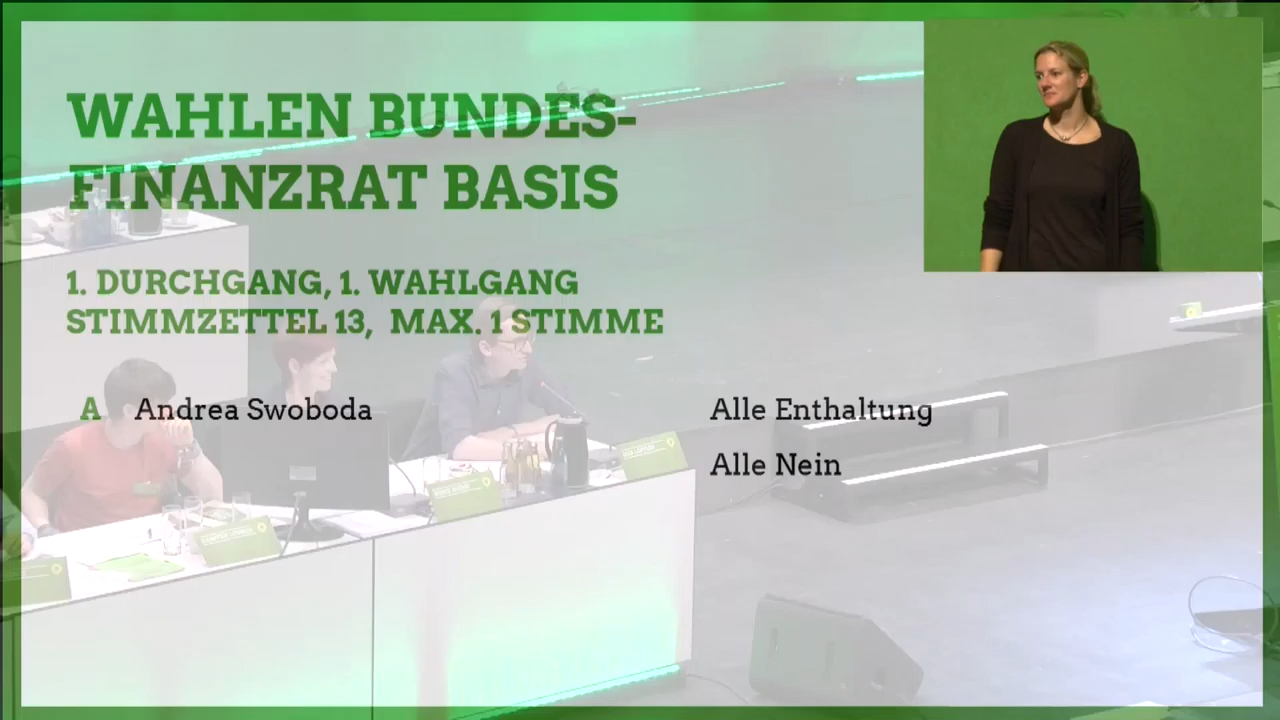 WAHLEN BUNDES-
FINANZRAT BASIS
1. DURCHGANG, 1. WAHLGANG
STIMMZETTEL 13, MAX. 1 STIMME
A Andrea Swoboda
Alle Enthaltung
Alle Nein